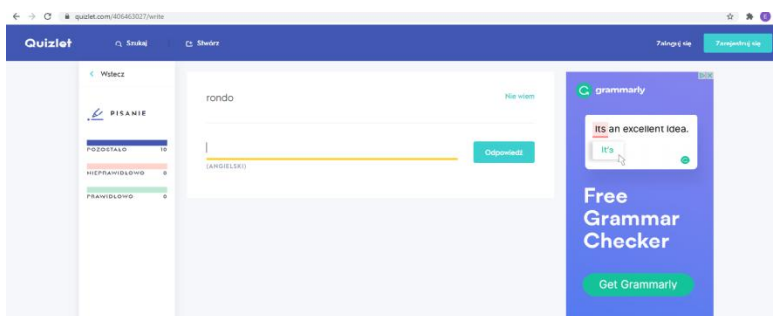 quizlet.com/406463027/write
Quizlet
Szukaj
Stwórz
Zaloguj się
Zarejestruj się
Wstecz
PISANIE
POZOSTAŁO 10
NIEPRAWIDŁOWO 0
PRAWIDŁOWO 0
rondo
Nie wiem
Odpowiedź
(ANGIELSKI)
grammarly
Its an excellent idea.
It's
Free
Grammar
Checker
Get Grammarly